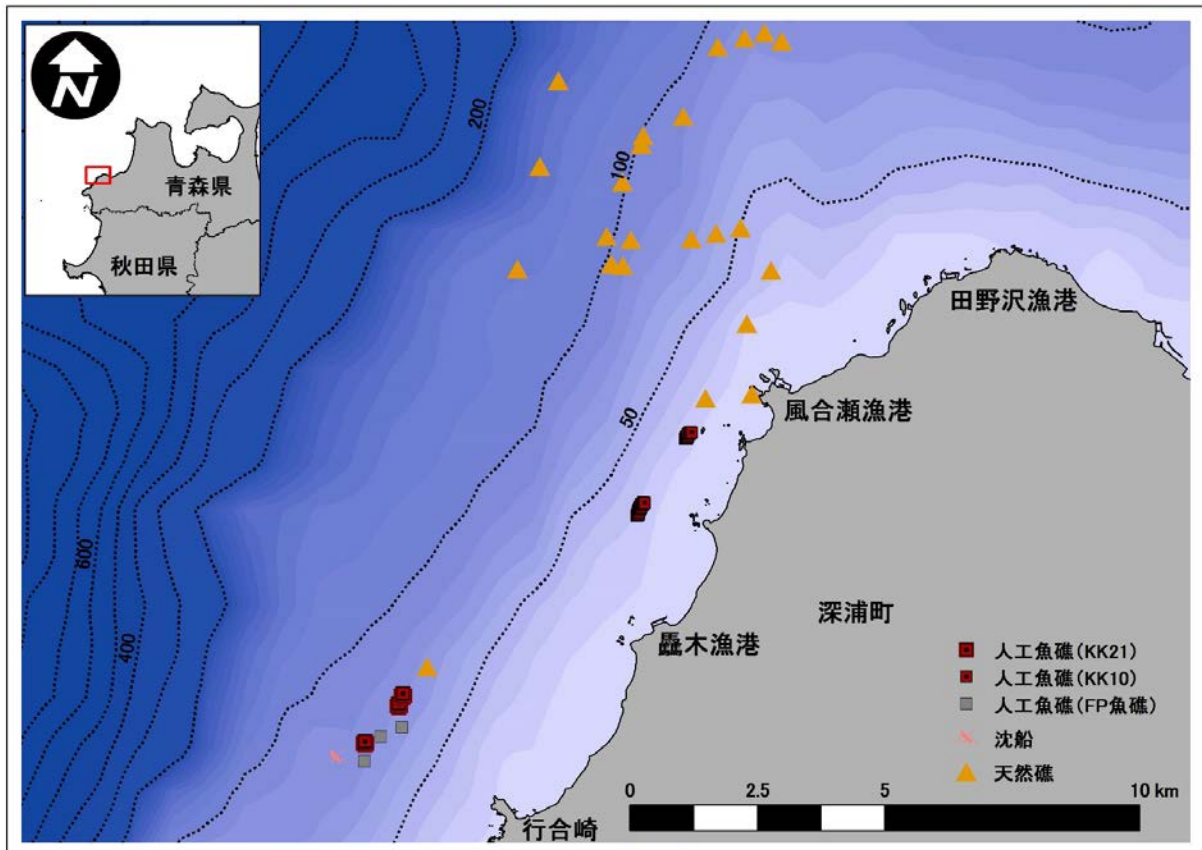 N
青森県
秋田県
200
100
50
600
400
田野沢漁港
風合瀬漁港
深浦町
驫木漁港
行合崎
人工魚礁(KK21)
人工魚礁(KK10)
人工魚礁(FP魚礁)
沈船
天然礁
0 2.5 5 10 km